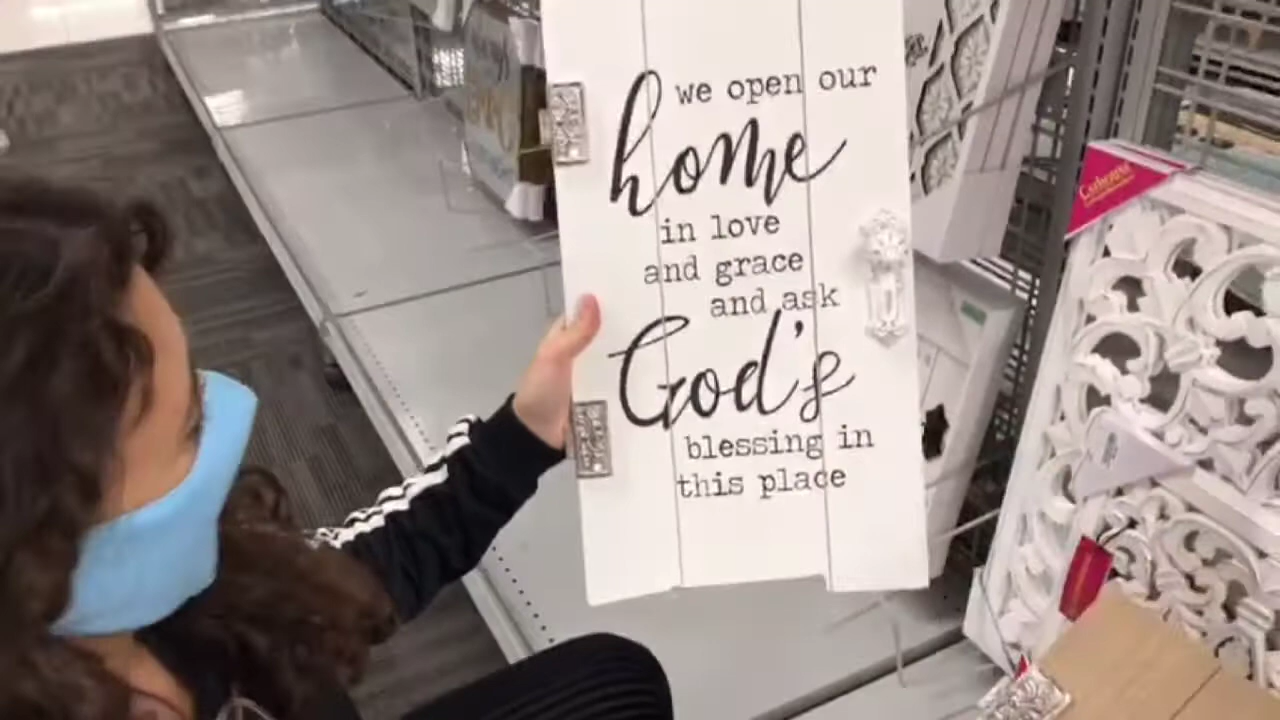 we open our
home
in love
and grace
and ask
God's
blessing in
this place